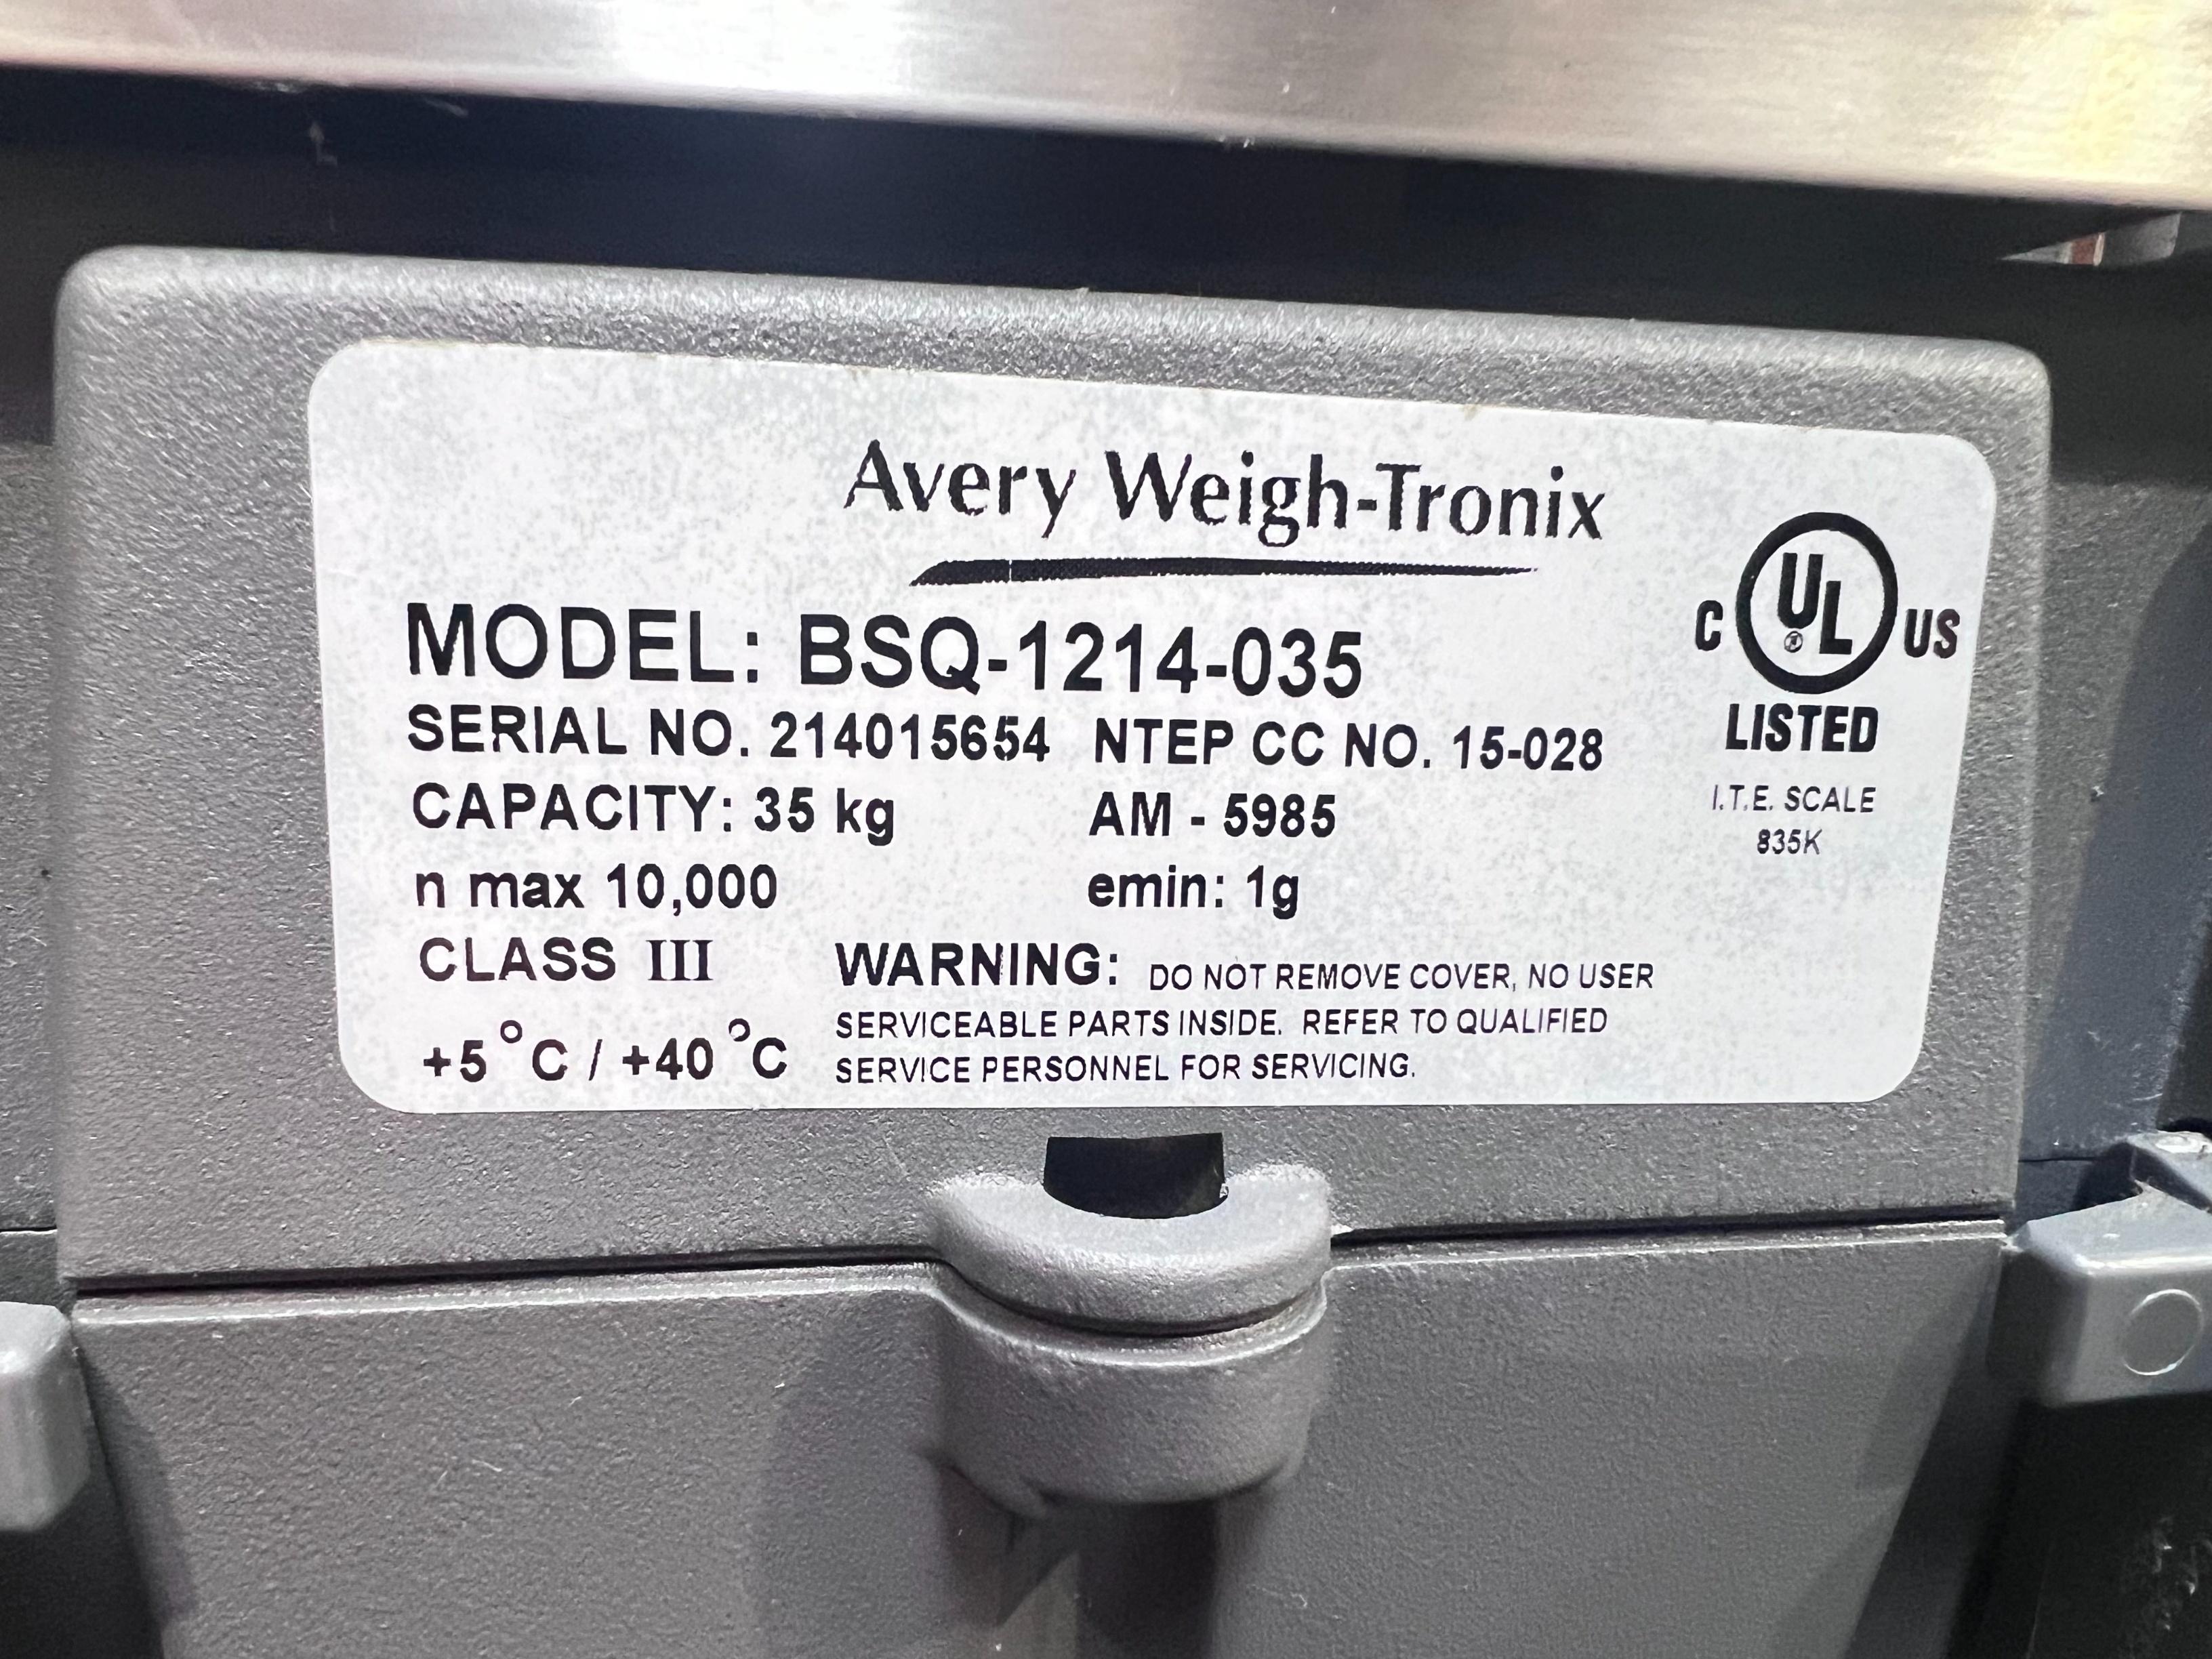 Avery Weigh-Tronix
MODEL: BSQ-1214-035
SERIAL NO. 214015654 NTEP CC NO. 15-028
CAPACITY: 35 kg AM - 5985
n max 10,000 emin: 1g
CLASS III
+5°C / +40°C
WARNING: DO NOT REMOVE COVER, NO USER
SERVICEABLE PARTS INSIDE. REFER TO QUALIFIED
SERVICE PERSONNEL FOR SERVICING.
C UL® US
LISTED
I.T.E. SCALE
835K